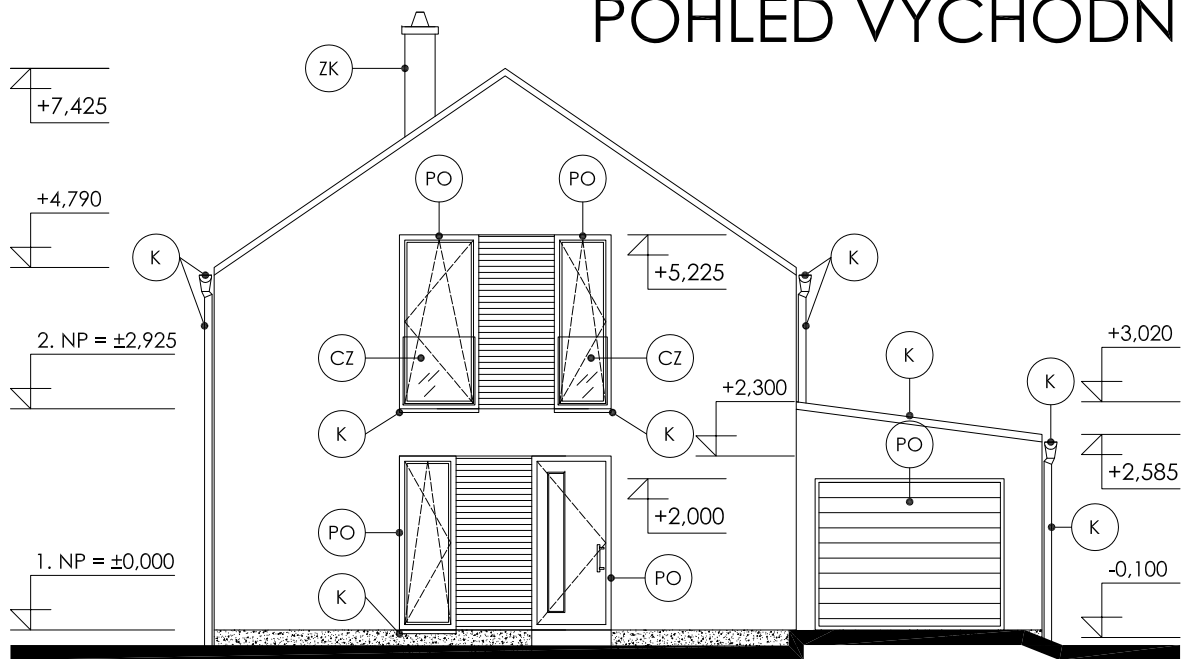 POHLED VÝCHODN
ZK
+7,425
PO PO
+4,790
K K
+5,225
2. NP = ±2,925
+3,020
CZ CZ
K
K
+2,300
K K
PO
+2,585
+2,000
PO
K
1. NP = ±0,000
-0,100
PO
K